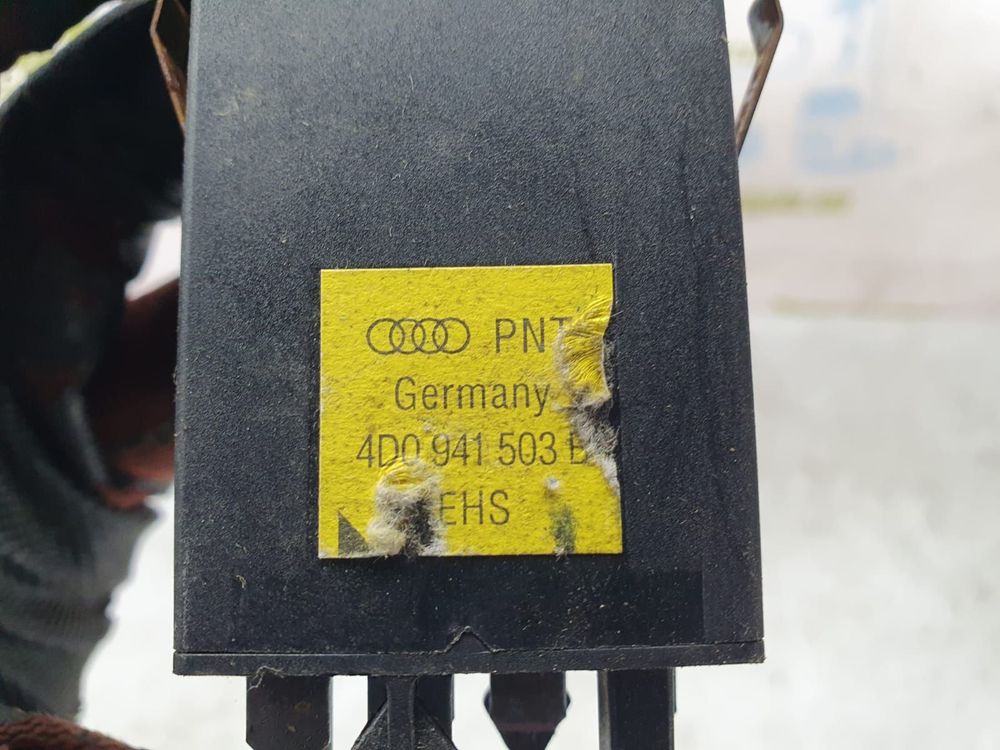 PNT
Germany
4D0 941 503 B
EHS